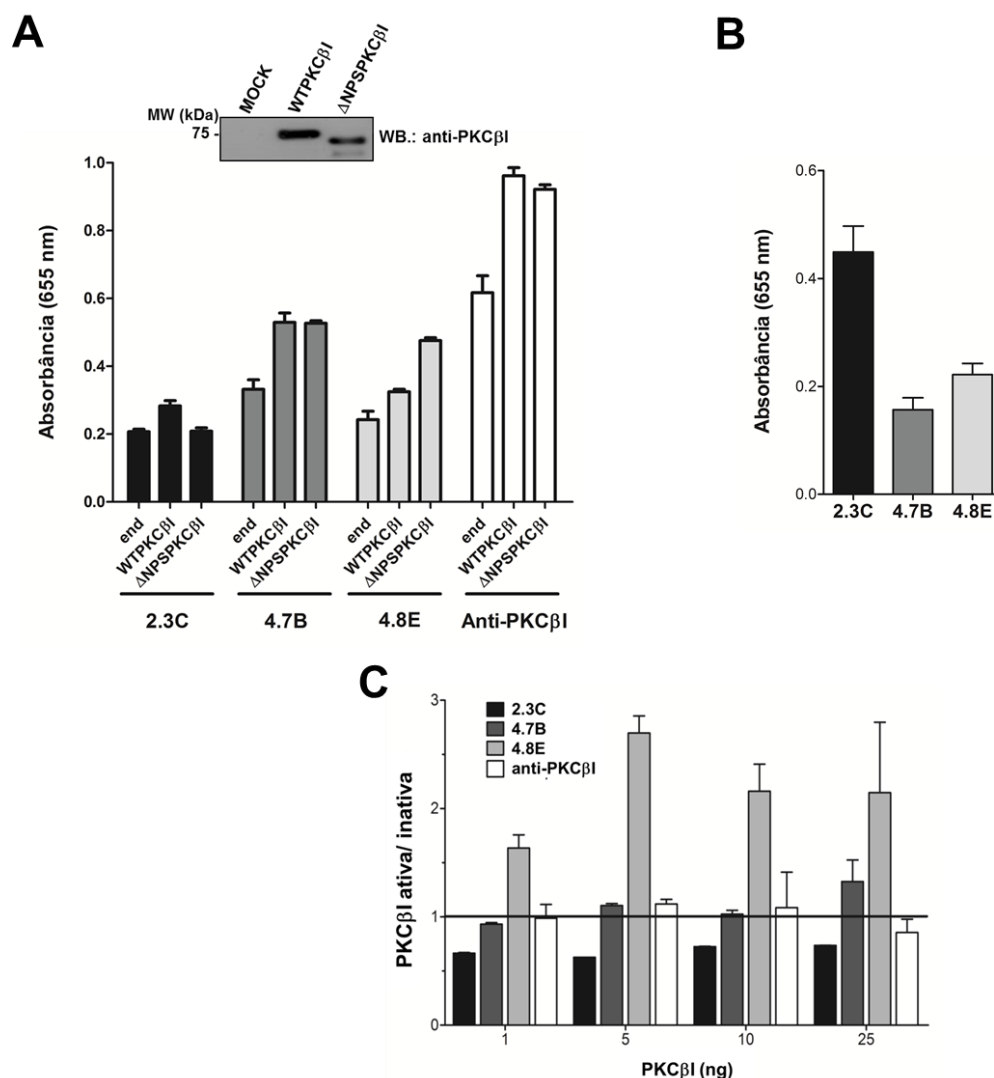 A
MOCK
WTPKCβI
ΔNPSPKCβI
MW (kDa)
75 -
WB.: anti-PKCβI
Absorbância (655 nm)
1.0
0.8
0.6
0.4
0.2
0.0
end
WTPKCβI
ΔNPSPKCβI
end
WTPKCβI
ΔNPSPKCβI
end
WTPKCβI
ΔNPSPKCβI
end
WTPKCβI
ΔNPSPKCβI
2.3C
4.7B
4.8E
Anti-PKCβI
B
Absorbância (655 nm)
0.6
0.4
0.2
0.0
2.3C
4.7B
4.8E
C
PKCβI ativa/ inativa
3
2
1
0
2.3C
4.7B
4.8E
anti-PKCβI
1
5
10
25
PKCβI (ng)